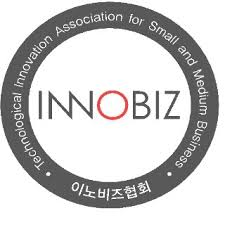 • Technological Innovation Association for Small and Medium Business •
INNOBIZ
이노비즈협회